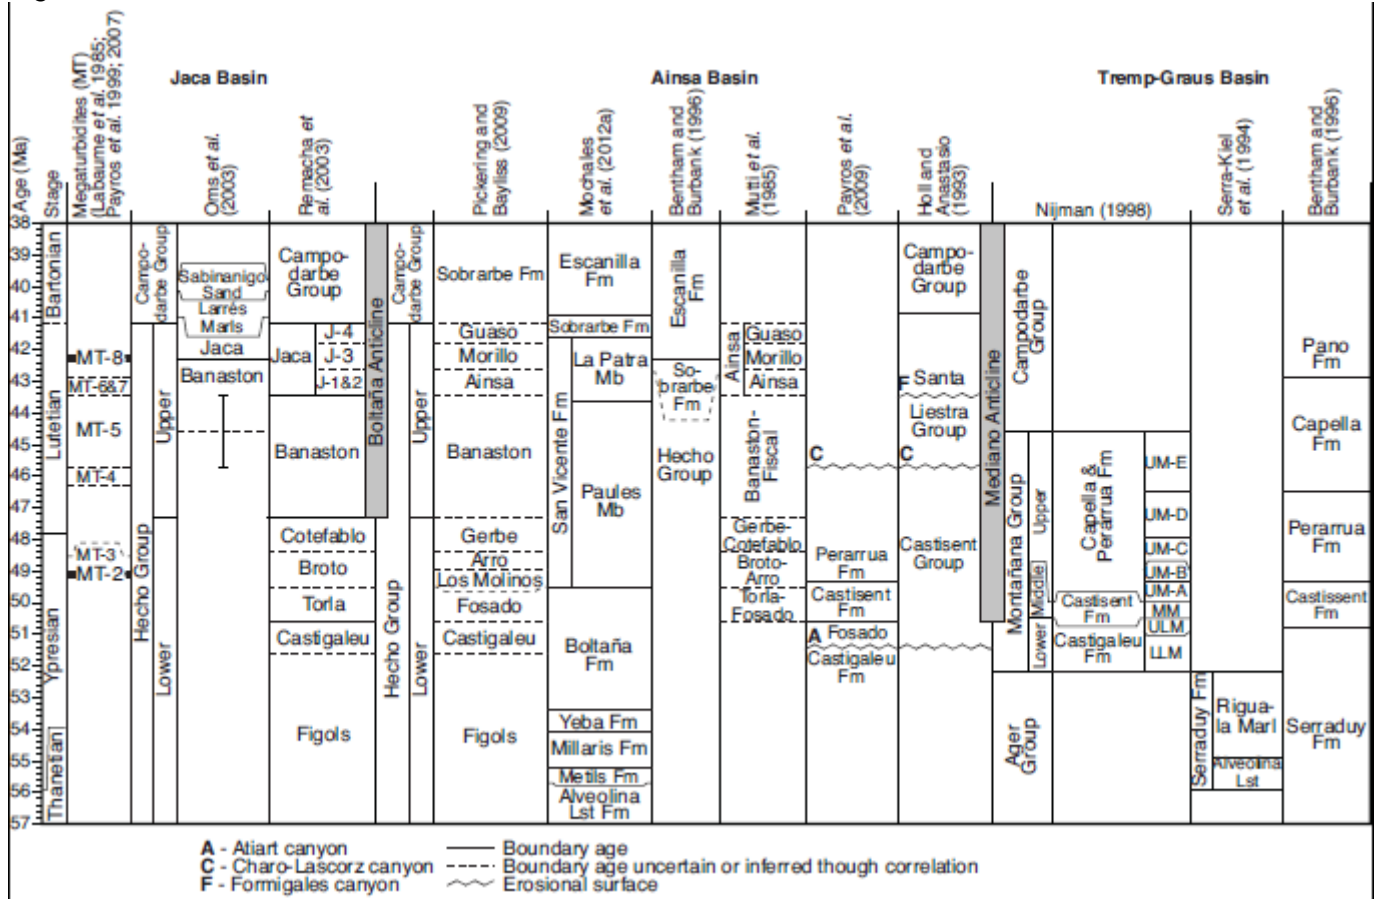 Jaca Basin
Ainsa Basin
Tremp-Graus Basin
Age (Ma)
Stage
Megaturbidites (MT)
(Labaume et al. 1985;
Payros et al. 1999; 2007)
Oms et al.
(2003)
Remacha et
al. (2003)
Pickering and
Bayliss (2009)
Mochales
et al. (2012a)
Bentham and
Burbank (1996)
Mutti et al.
(1985)
Payros et al.
(2009)
Holl and
Anastasio
(1993)
Nijman (1998)
Serra-Kiel
et al. (1994)
Bentham and
Burbank (1996)
38
39
40
41
42
43
44
45
46
47
48
49
50
51
52
53
54
55
56
57
Bartonian
Lutetian
Ypresian
Thanetian
MT-8
MT-6&7
MT-5
MT-4
MT-3
MT-2
Campo-
darbe Group
Hecho Group
Upper
Lower
Sabinanigo
Sand
Larrès
Marls
Jaca
Banaston
Campo-
darbe
Group
Jaca
J-4
J-3
J-1&2
Banaston
Cotefablo
Broto
Torla
Castigaleu
Figols
Boltaña Anticline
Campo-
darbe Group
Hecho Group
Upper
Lower
Sobrarbe Fm
Guaso
Morillo
Ainsa
Banaston
Gerbe
Arro
Los Molinos
Fosado
Castigaleu
Figols
Escanilla
Fm
Sobrarbe Fm
San Vicente Fm
La Patra
Mb
Paules
Mb
Boltaña
Fm
Yeba Fm
Millaris Fm
Metils Fm
Alveolina
Lst Fm
Escanilla
Fm
So-
brarbe
Fm
Hecho
Group
Ainsa
Guaso
Morillo
Ainsa
Banaston-
Fiscal
Gerbe-
Cotefablo
Broto-
Arro
Torla-
Fosado
C
Perarrua
Fm
Castisent
Fm
A Fosado
Castigaleu
Fm
Campo-
darbe
Group
F Santa
Liestra
Group
C
Castisent
Group
Mediano Anticline
Campodarbe
Group
Montañana Group
Upper
Middle
Lower
Ager
Group
Capella &
Perarrua Fm
Castisent
Fm
Castigaleu
Fm
UM-E
UM-D
UM-C
UM-B
UM-A
MM
ULM
LLM
Serraduy Fm
Rigua-
la Marl
Alveolina
Lst
Pano
Fm
Capella
Fm
Perarrua
Fm
Castissent
Fm
Serraduy
Fm
A - Atiart canyon
C - Charo-Lascorz canyon
F - Formigales canyon
Boundary age
Boundary age uncertain or inferred though correlation
Erosional surface